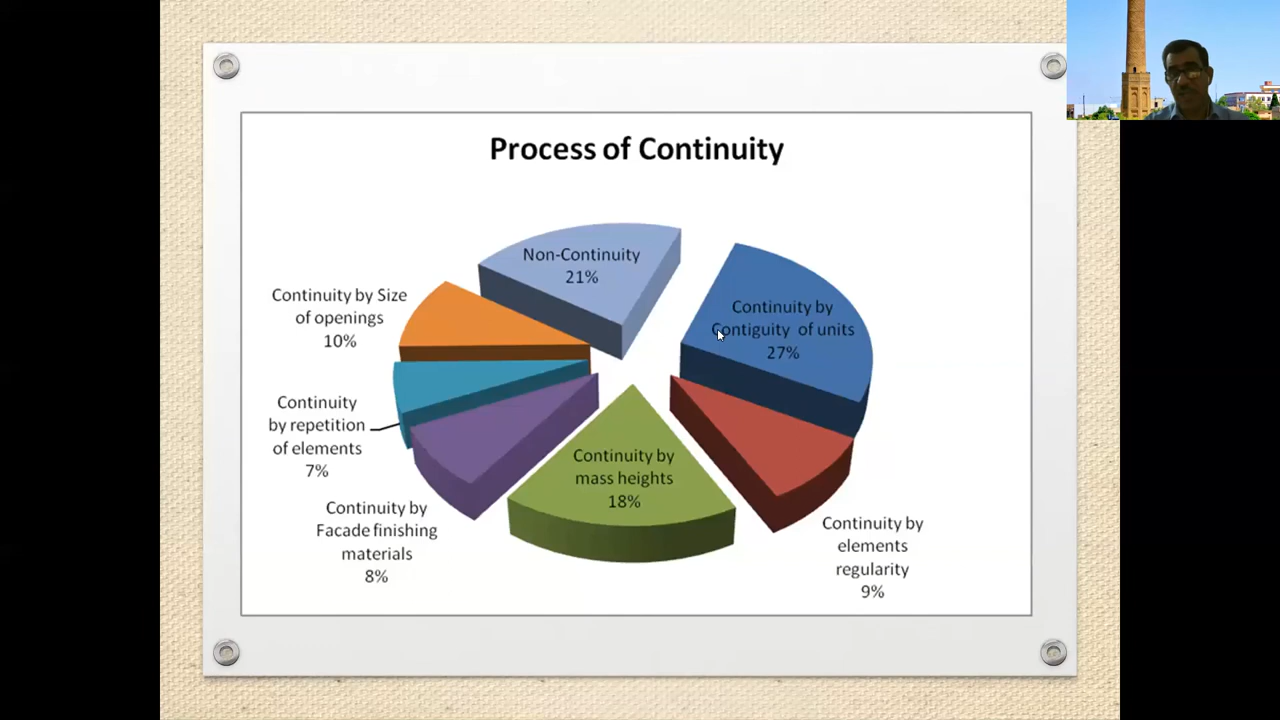 Process of Continuity
Non-Continuity
21%
Continuity by
Contiguity of units
27%
Continuity by Size
of openings
10%
Continuity
by repetition
of elements
7%
Continuity by
mass heights
18%
Continuity by
Facade finishing
materials
8%
Continuity by
elements
regularity
9%